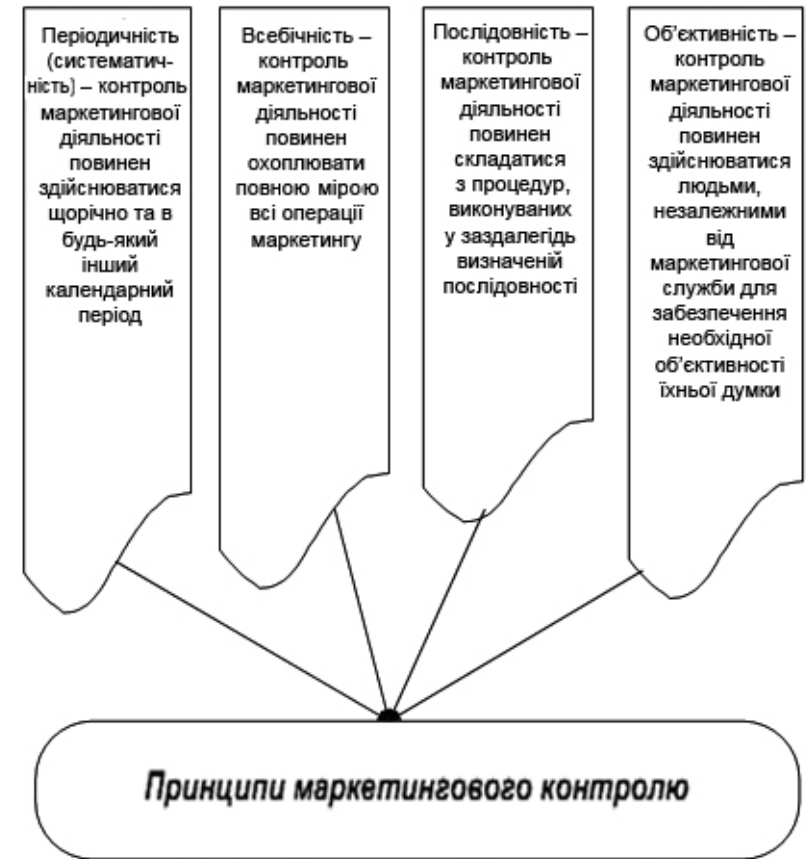 Періодичність
(систематич-
ність) – контроль
маркетингової
діяльності
повинен
здійснюватися
щорічно та в
будь-який
інший
календарний
період
Всебічність –
контроль
маркетингової
діяльності
повинен
охоплювати
повною мірою
всі операції
маркетингу
Послідовність –
контроль
маркетингової
діяльності
повинен
складатися
з процедур,
виконуваних
у заздалегідь
визначеній
послідовності
Об’єктивність –
контроль
маркетингової
діяльності
повинен
здійснюватися
людьми,
незалежними
від
маркетингової
служби для
забезпечення
необхідної
об’єктивності
їхньої думки
Принципи маркетингового контролю